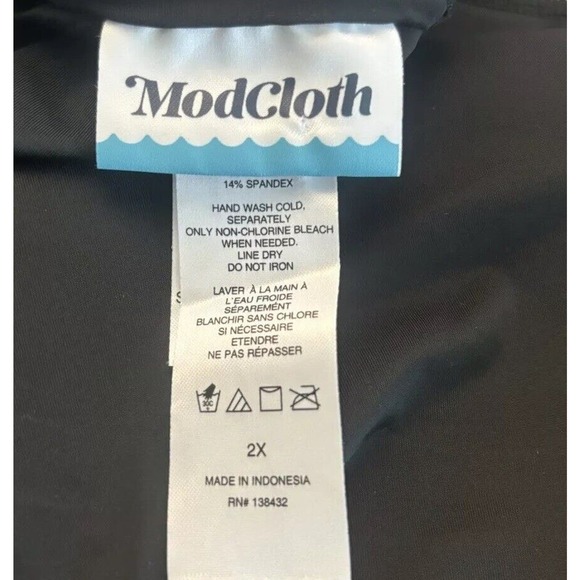 ModCloth
14% SPANDEX
HAND WASH COLD,
SEPARATELY
ONLY NON-CHLORINE BLEACH
WHEN NEEDED.
LINE DRY
DO NOT IRON
LAVER À LA MAIN À
L'EAU FROIDE
SÉPARÉMENT
BLANCHIR SANS CHLORE
SI NÉCESSAIRE
ETENDRE
NE PAS RÉPASSER
30C
2X
MADE IN INDONESIA
RN# 138432